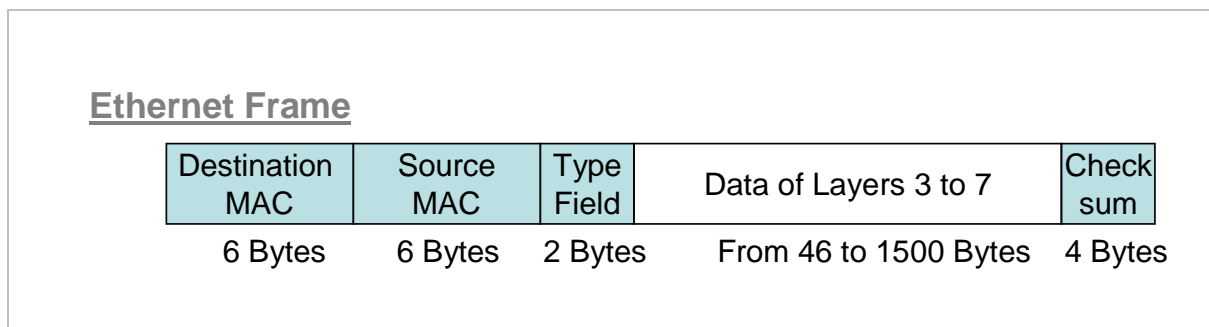 Ethernet Frame
Destination MAC
Source MAC
Type Field
Data of Layers 3 to 7
Check sum
6 Bytes
6 Bytes
2 Bytes
From 46 to 1500 Bytes
4 Bytes